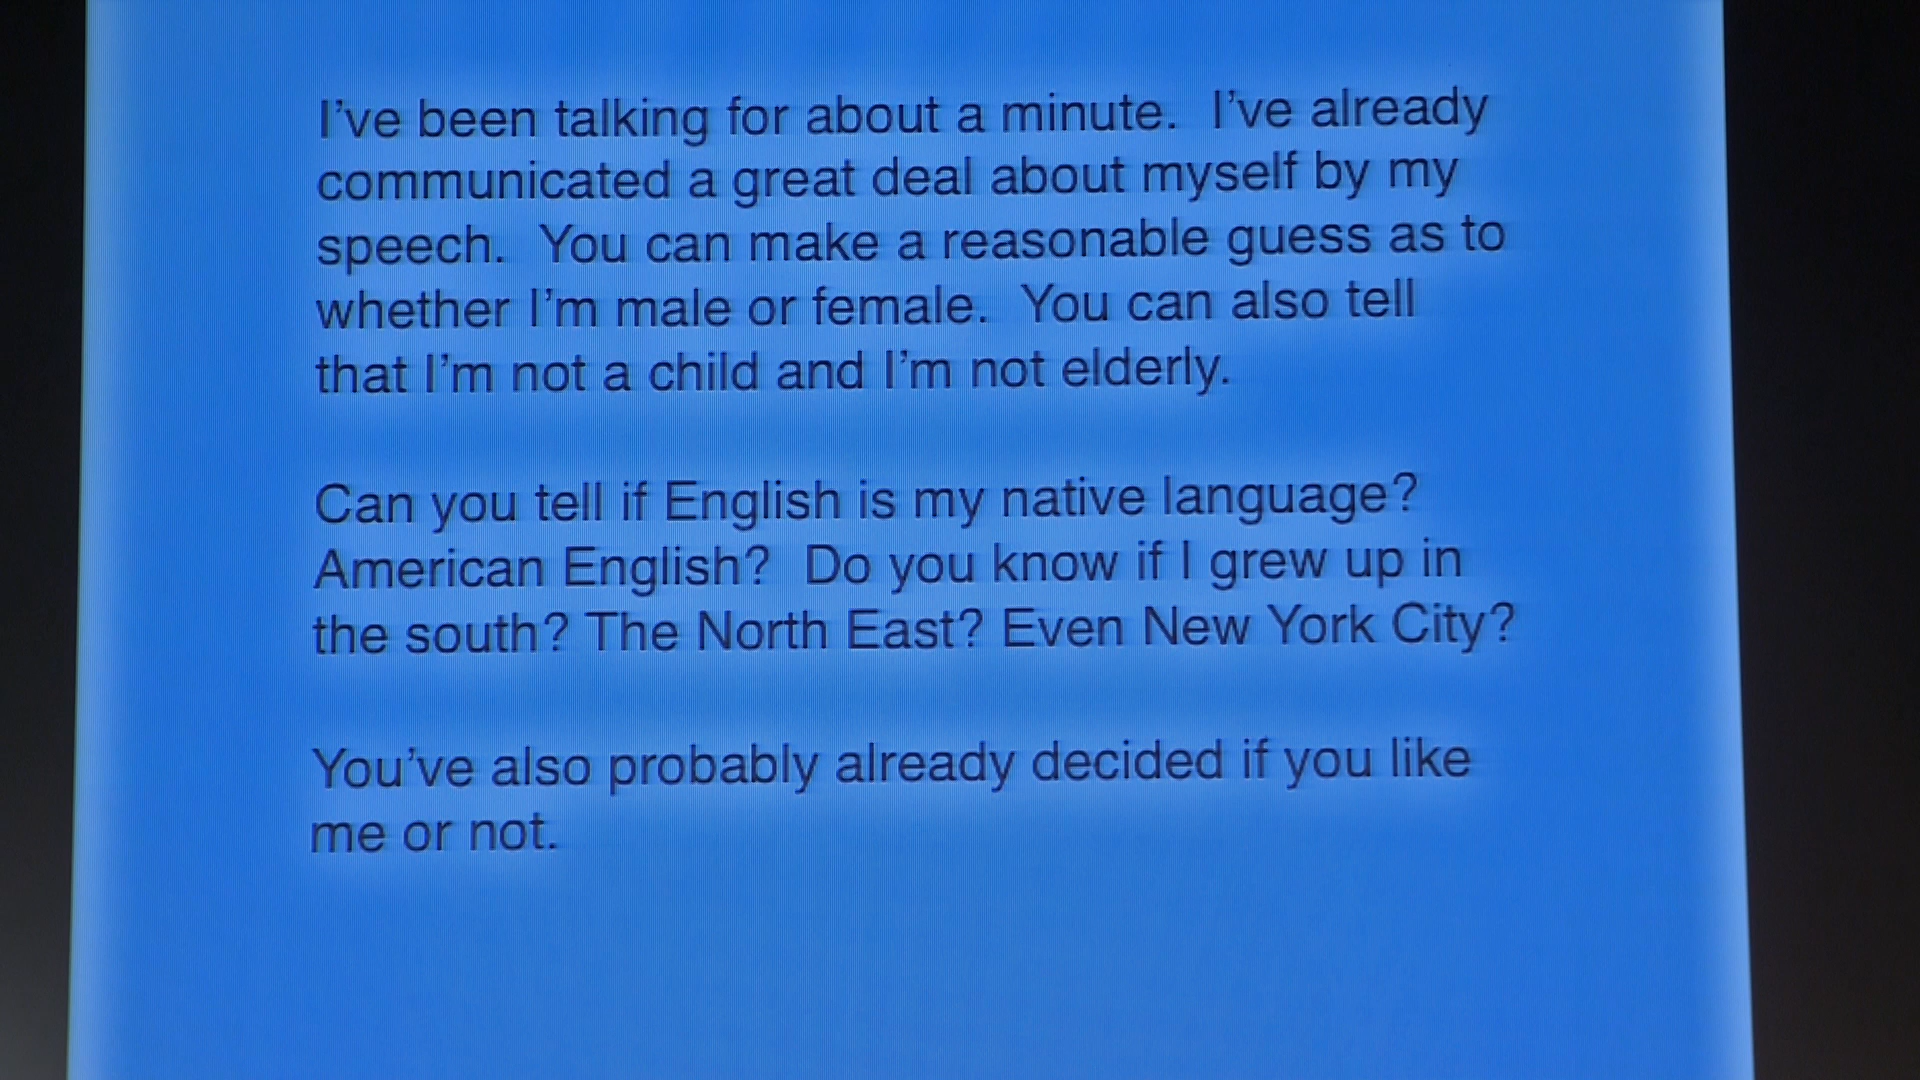 I've been talking for about a minute.  I've already
communicated a great deal about myself by my
speech.  You can make a reasonable guess as to
whether I'm male or female.  You can also tell
that I'm not a child and I'm not elderly.
Can you tell if English is my native language?
American English?  Do you know if I grew up in
the south? The North East? Even New York City?
You've also probably already decided if you like
me or not.